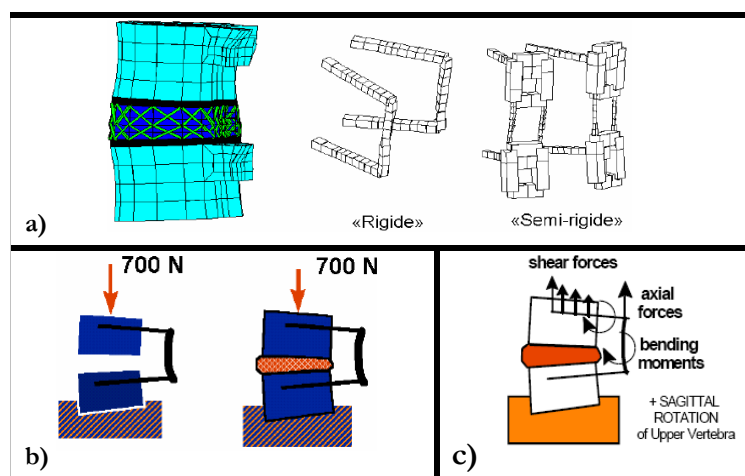 «Rigide»
«Semi-rigide»
a)
700 N
700 N
b)
shear forces
axial
forces
bending
moments
+ SAGITTAL
ROTATION
of Upper Vertebra
c)